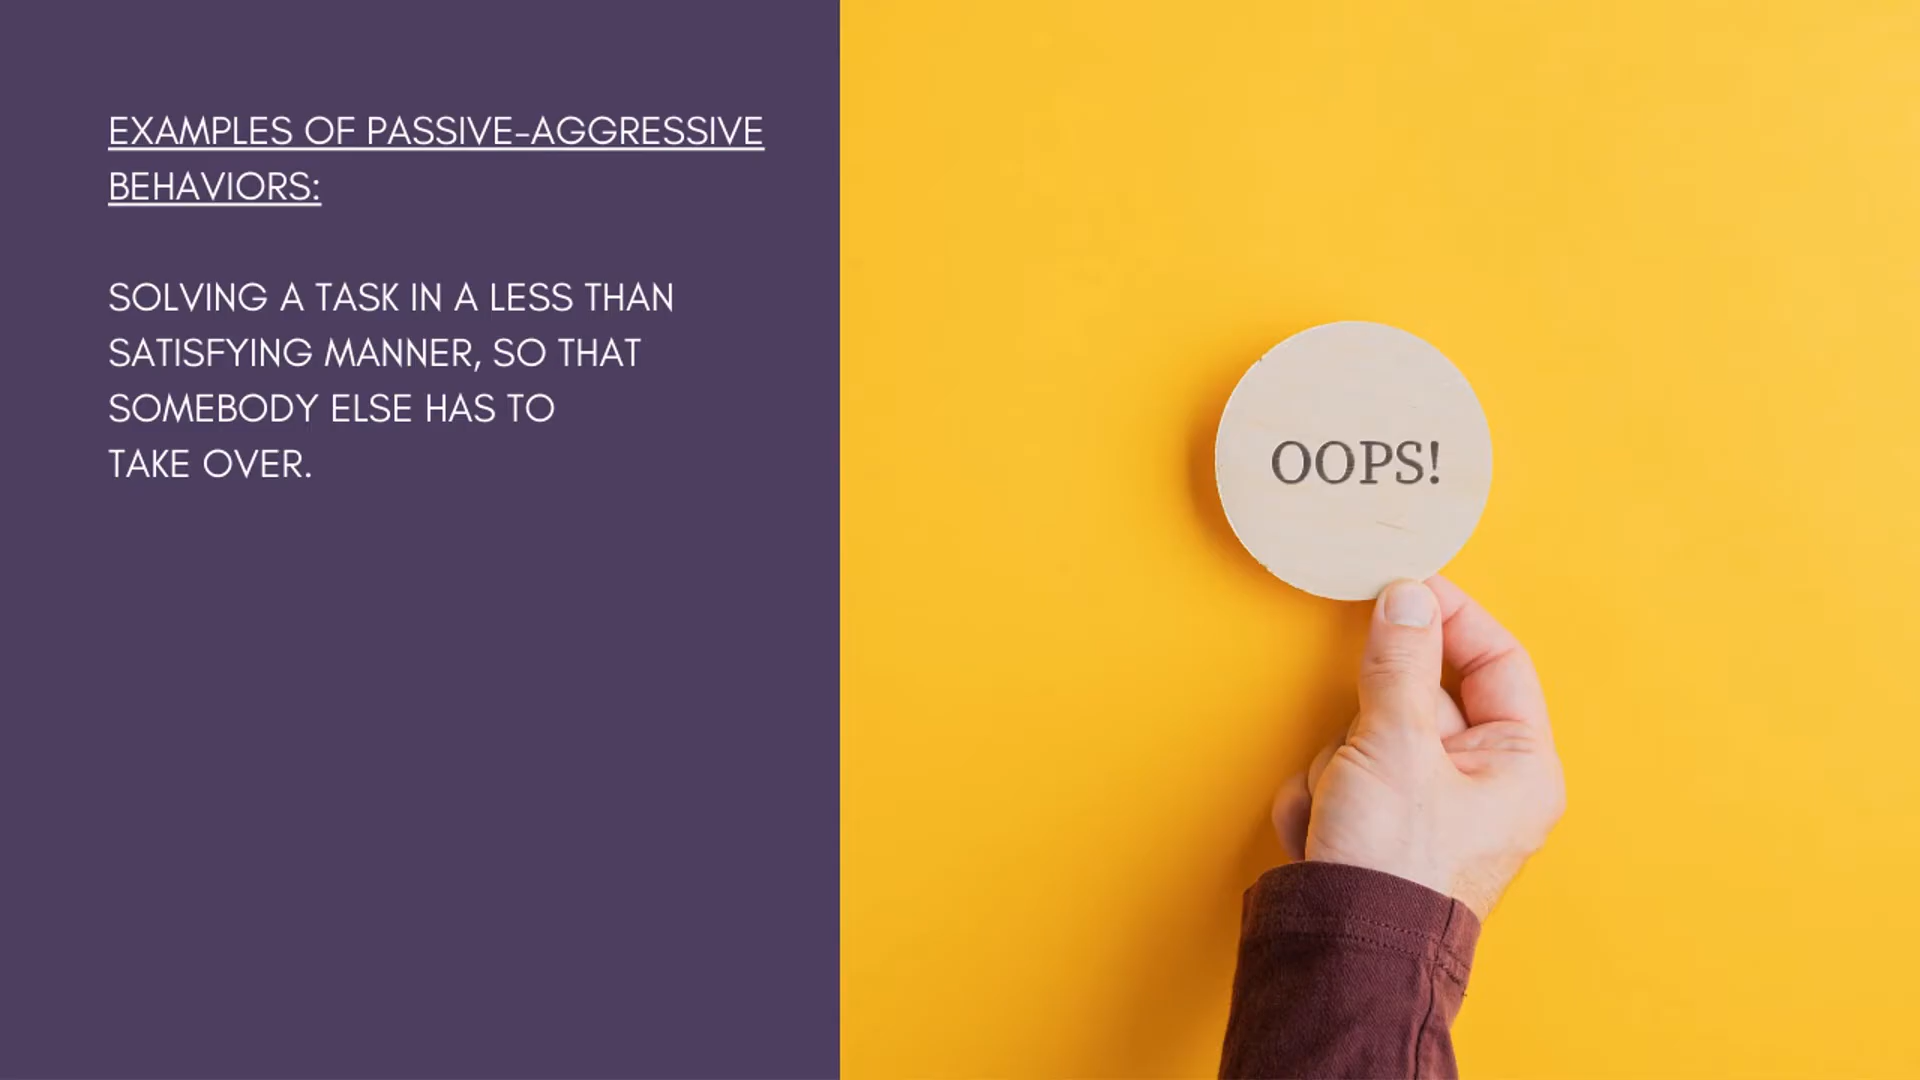 EXAMPLES OF PASSIVE-AGGRESSIVE
BEHAVIORS:
SOLVING A TASK IN A LESS THAN
SATISFYING MANNER, SO THAT
SOMEBODY ELSE HAS TO
TAKE OVER.
OOPS!